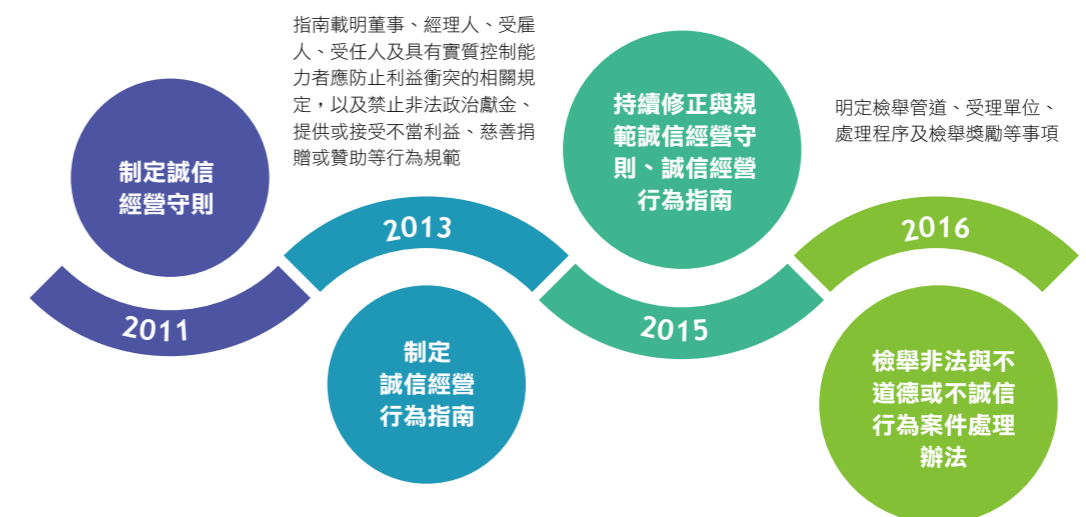 制定誠信
經營守則
2011
指南載明董事、經理人、受雇
人、受任人及具有實質控制能
力者應防止利益衝突的相關規
定，以及禁止非法政治獻金、
提供或接受不當利益、慈善捐
贈或贊助等行為規範
2013
制定
誠信經營
行為指南
持續修正與規
範誠信經營守
則、誠信經營
行為指南
2015
明定檢舉管道、受理單位、
處理程序及檢舉獎勵等事項
2016
檢舉非法與不
道德或不誠信
行為案件處理
辦法